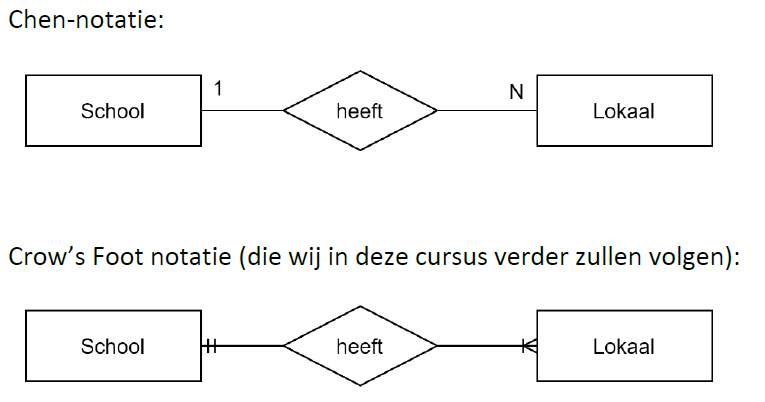 Chen-notatie:
School 1 heeft N Lokaal
Crow’s Foot notatie (die wij in deze cursus verder zullen volgen):
School heeft Lokaal